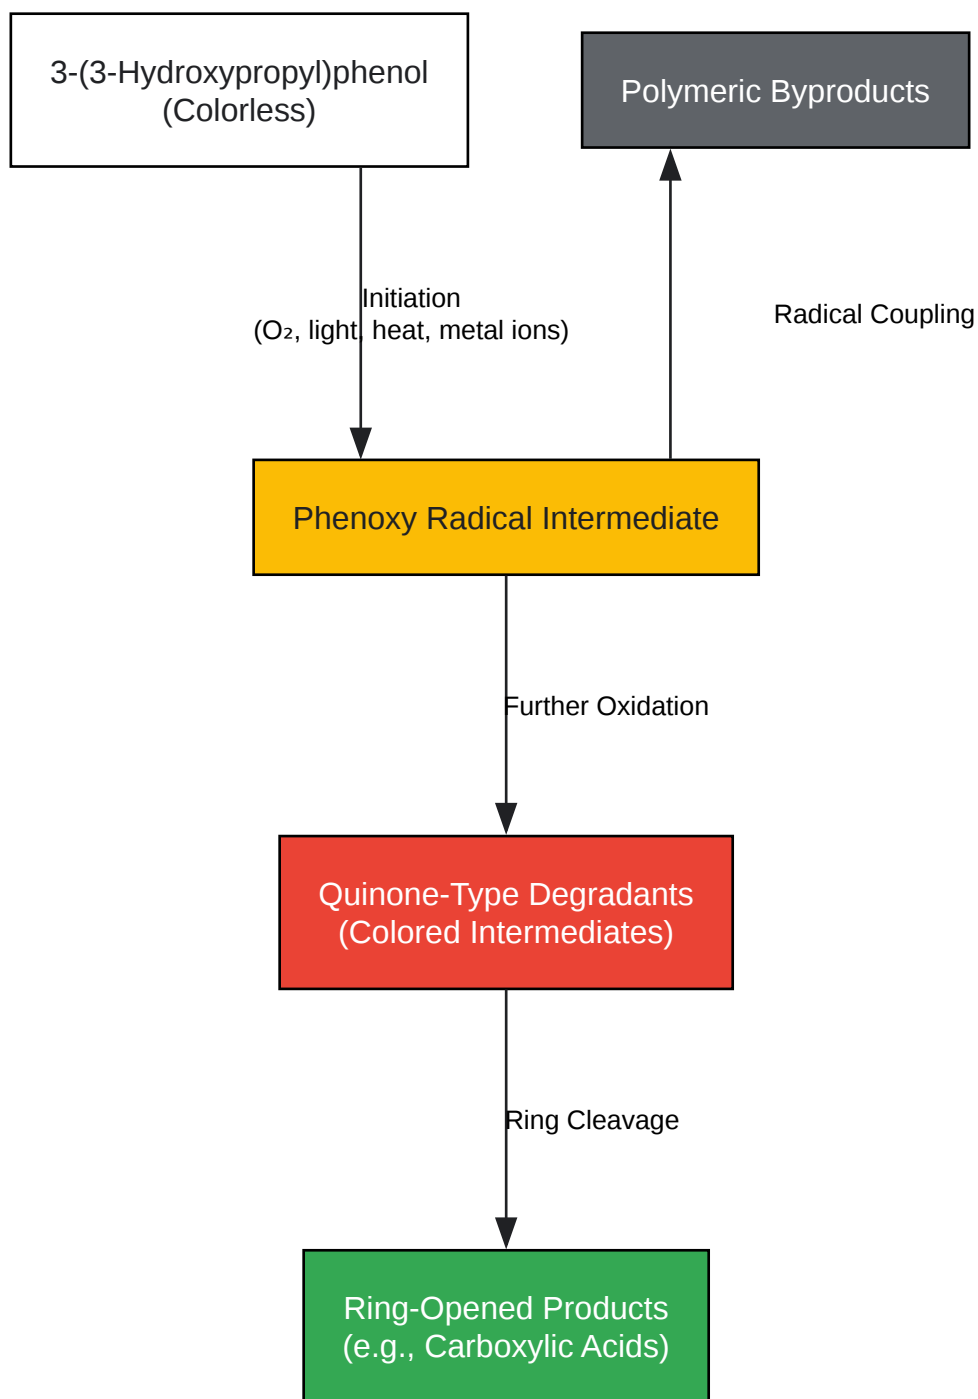 3-(3-Hydroxypropyl)phenol
(Colorless)
Polymeric Byproducts
Initiation
(O₂, light, heat, metal ions)
Radical Coupling
Phenoxy Radical Intermediate
Further Oxidation
Quinone-Type Degradants
(Colored Intermediates)
Ring Cleavage
Ring-Opened Products
(e.g., Carboxylic Acids)